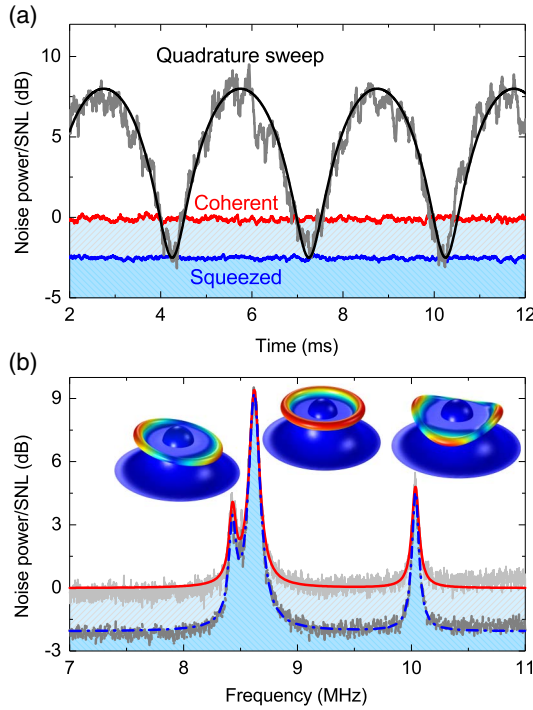 (a)
Quadrature sweep
Coherent
Squeezed
Noise power/SNL (dB)
10
5
0
-5
2
4
6
8
10
12
Time (ms)
(b)
Noise power/SNL (dB)
9
6
3
0
-3
7
8
9
10
11
Frequency (MHz)